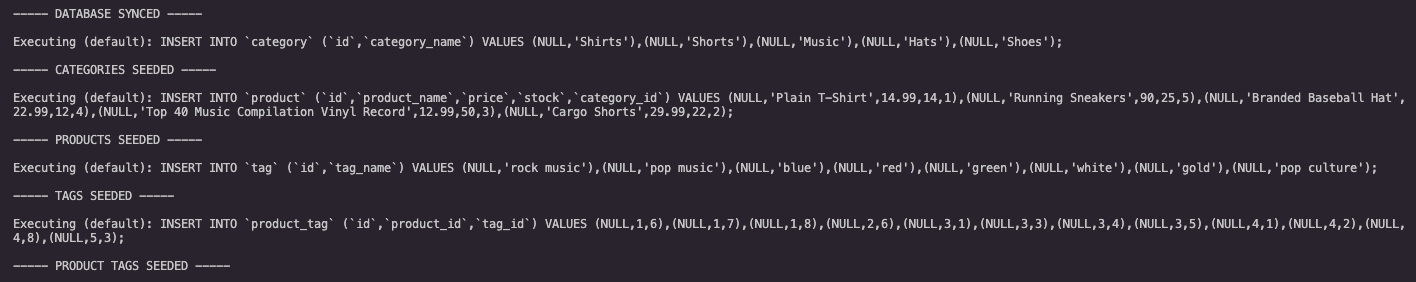 ----- DATABASE SYNCED -----
Executing (default): INSERT INTO `category` (`id`,`category_name`) VALUES (NULL,'Shirts'),(NULL,'Shorts'),(NULL,'Music'),(NULL,'Hats'),(NULL,'Shoes');
----- CATEGORIES SEEDED -----
Executing (default): INSERT INTO `product` (`id`,`product_name`,`price`,`stock`,`category_id`) VALUES (NULL,'Plain T-Shirt',14.99,14,1),(NULL,'Running Sneakers',90,25,5),(NULL,'Branded Baseball Hat',
22.99,12,4),(NULL,'Top 40 Music Compilation Vinyl Record',12.99,50,3),(NULL,'Cargo Shorts',29.99,22,2);
----- PRODUCTS SEEDED -----
Executing (default): INSERT INTO `tag` (`id`,`tag_name`) VALUES (NULL,'rock music'),(NULL,'pop music'),(NULL,'blue'),(NULL,'red'),(NULL,'green'),(NULL,'white'),(NULL,'gold'),(NULL,'pop culture');
----- TAGS SEEDED -----
Executing (default): INSERT INTO `product_tag` (`id`,`product_id`,`tag_id`) VALUES (NULL,1,6),(NULL,1,7),(NULL,1,8),(NULL,2,6),(NULL,3,1),(NULL,3,3),(NULL,3,4),(NULL,3,5),(NULL,4,1),(NULL,4,2),(NULL,
4,8),(NULL,5,3);
----- PRODUCT TAGS SEEDED -----